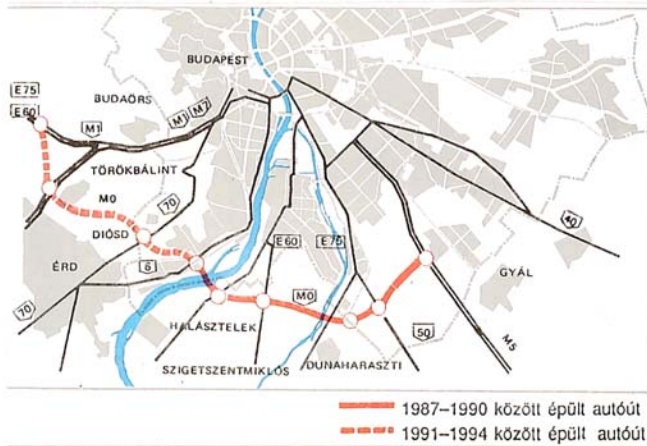 BUDAPEST
E75
E60
BUDAÖRS
M1
M1 M7
TÖRÖKBÁLINT
M0
70
DIÓSD
6
ÉRD
70
E60
E75
40
GYÁL
M0
HALÁSZTELEK
50
M5
SZIGETSZENTMIKLÓS
DUNAHARASZTI
1987–1990 között épült autóút
1991–1994 között épült autóút